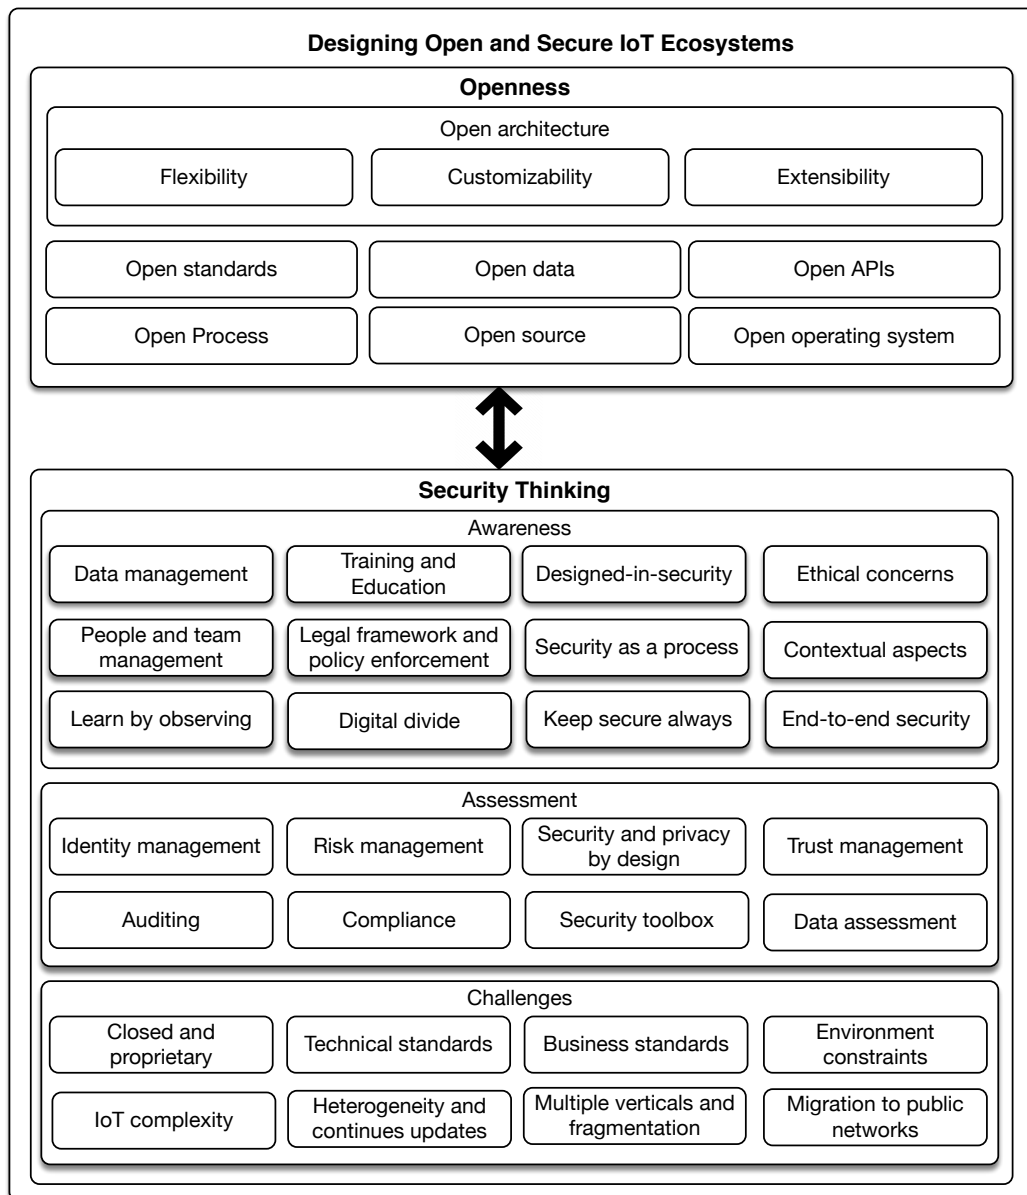 Designing Open and Secure IoT Ecosystems
Openness
Open architecture
Flexibility
Customizability
Extensibility
Open standards
Open data
Open APIs
Open Process
Open source
Open operating system
Security Thinking
Awareness
Data management
Training and
Education
Designed-in-security
Ethical concerns
People and team
management
Legal framework and
policy enforcement
Security as a process
Contextual aspects
Learn by observing
Digital divide
Keep secure always
End-to-end security
Assessment
Identity management
Risk management
Security and privacy
by design
Trust management
Auditing
Compliance
Security toolbox
Data assessment
Challenges
Closed and
proprietary
Technical standards
Business standards
Environment
constraints
IoT complexity
Heterogeneity and
continues updates
Multiple verticals and
fragmentation
Migration to public
networks